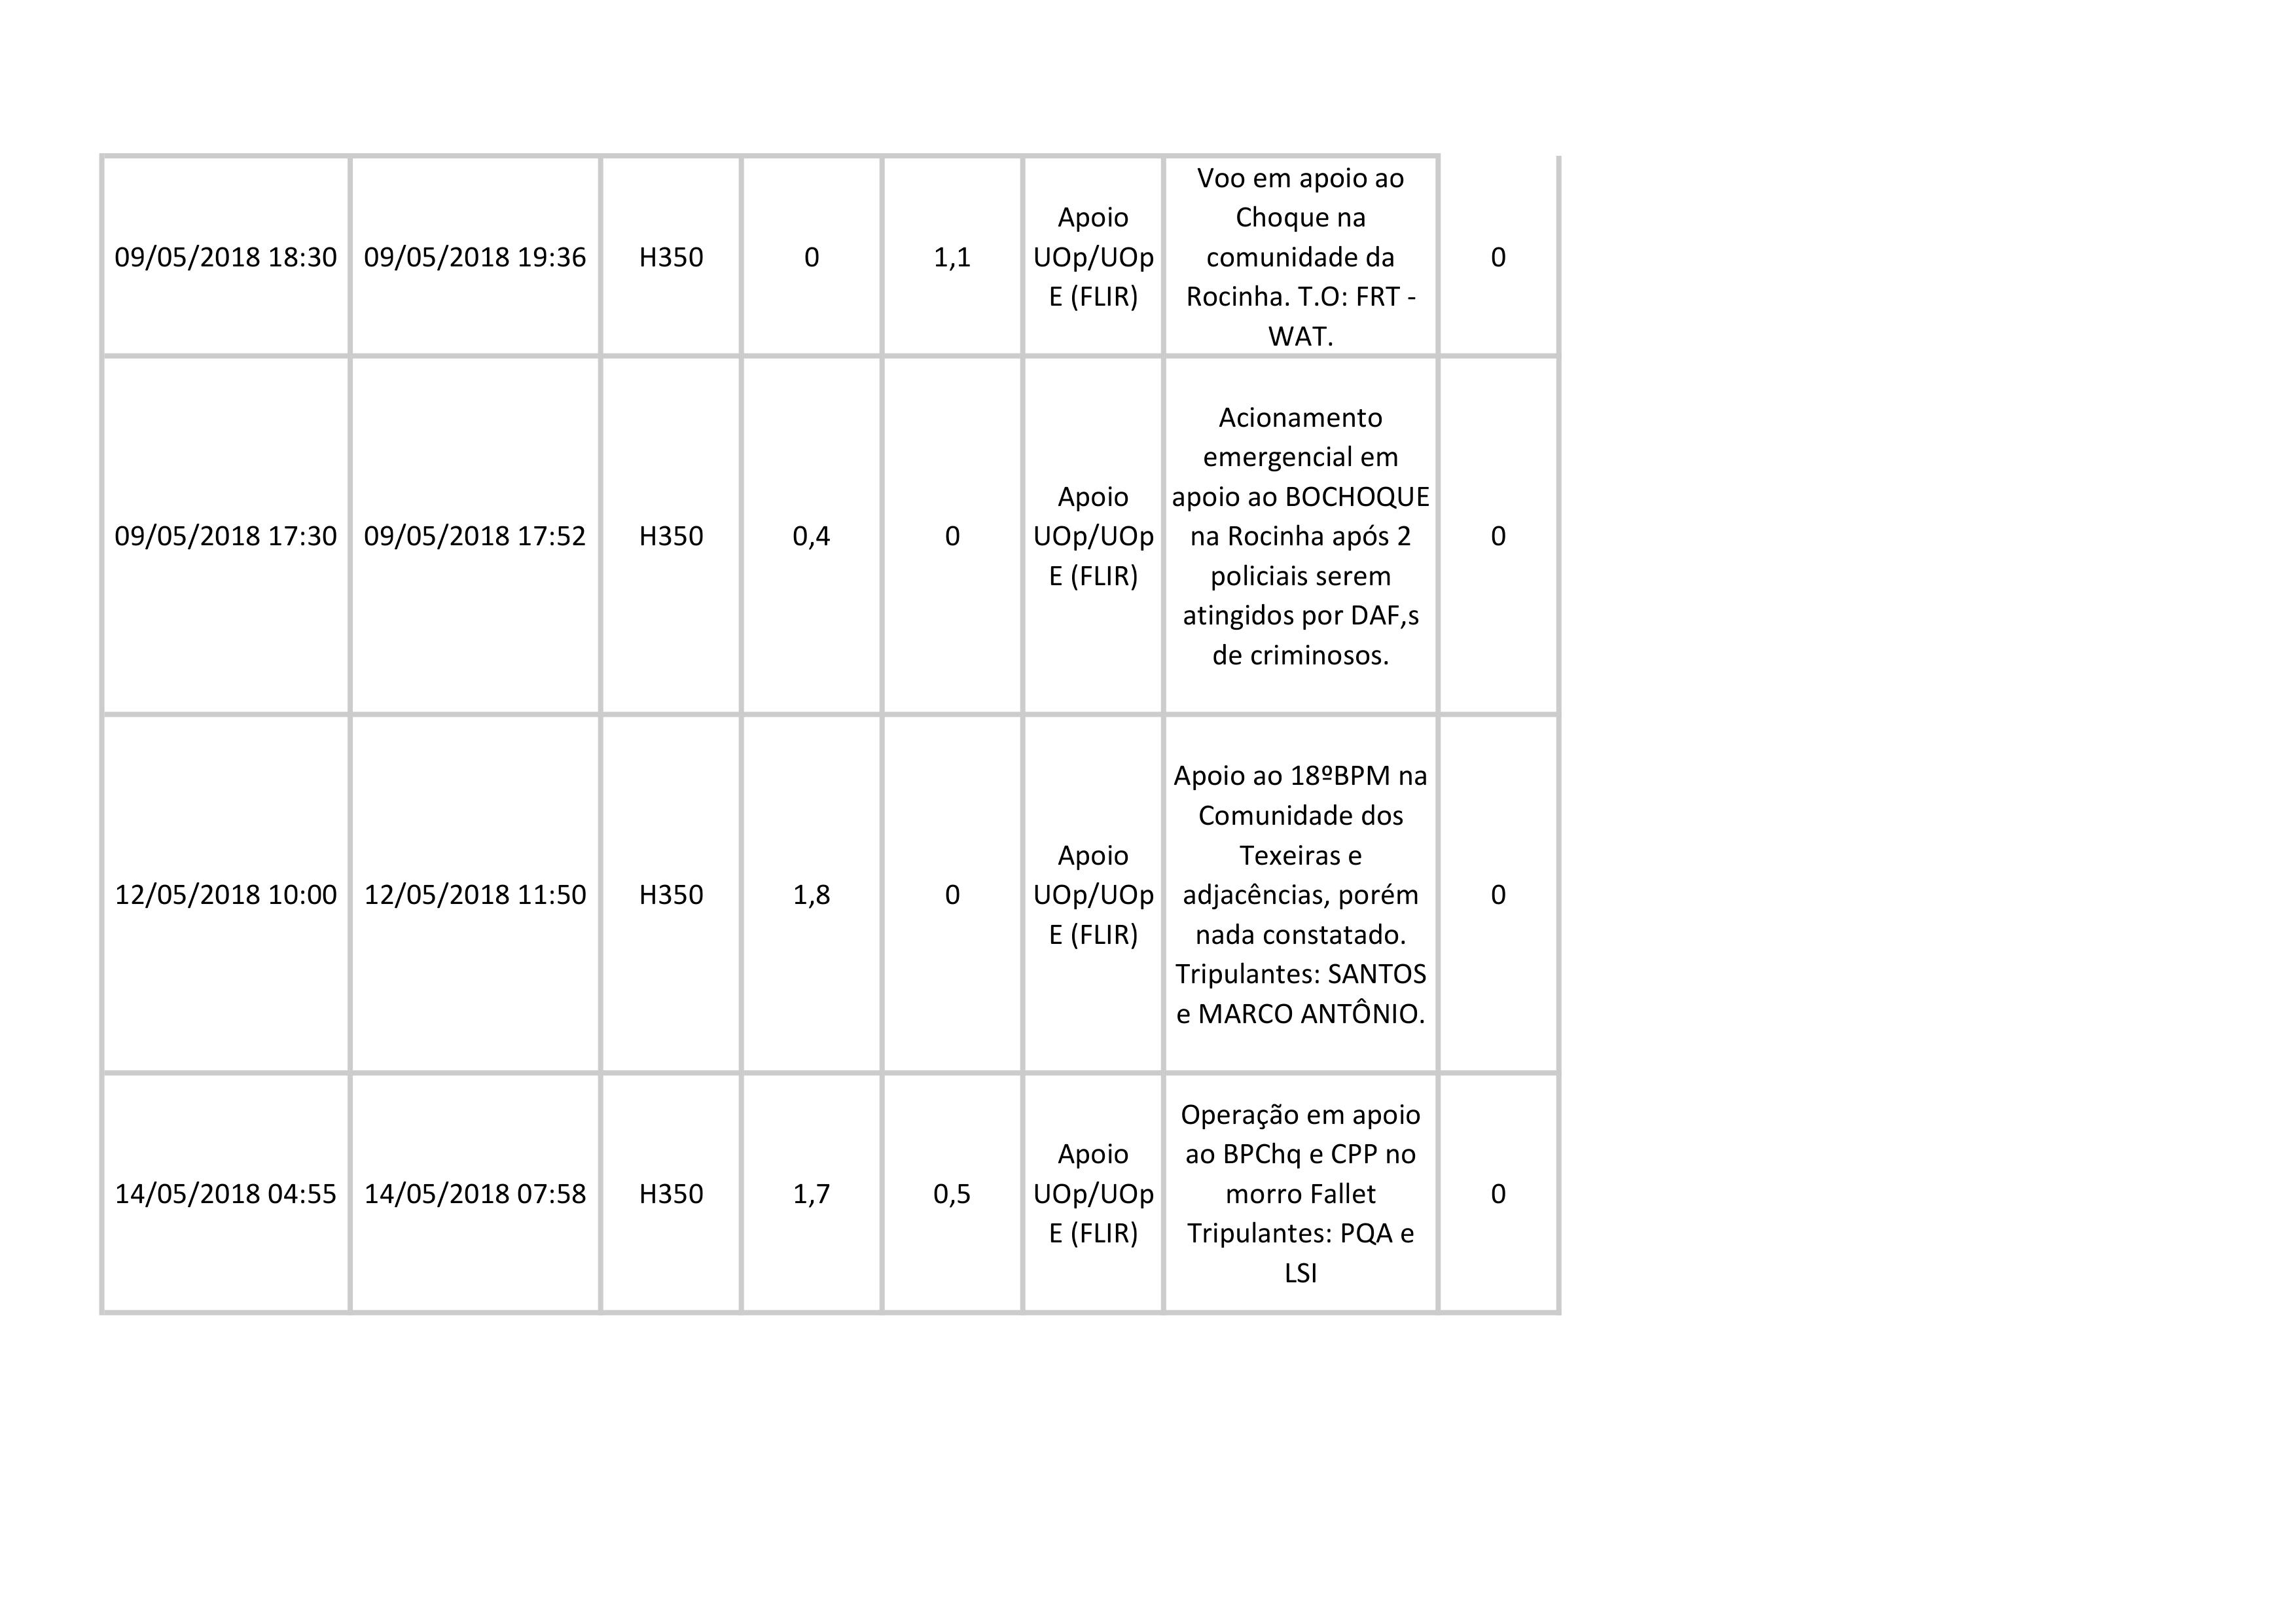 09/05/2018 18:30
09/05/2018 19:36
H350
0
1,1
Apoio
UOp/UOp
E (FLIR)
Voo em apoio ao
Choque na
comunidade da
Rocinha. T.O: FRT -
WAT.
0
09/05/2018 17:30
09/05/2018 17:52
H350
0,4
0
Apoio
UOp/UOp
E (FLIR)
Acionamento
emergencial em
apoio ao BOCHOQUE
na Rocinha após 2
policiais serem
atingidos por DAF,s
de criminosos.
0
12/05/2018 10:00
12/05/2018 11:50
H350
1,8
0
Apoio
UOp/UOp
E (FLIR)
Apoio ao 18ºBPM na
Comunidade dos
Texeiras e
adjacências, porém
nada constatado.
Tripulantes: SANTOS
e MARCO ANTÔNIO.
0
14/05/2018 04:55
14/05/2018 07:58
H350
1,7
0,5
Apoio
UOp/UOp
E (FLIR)
Operação em apoio
ao BPChq e CPP no
morro Fallet
Tripulantes: PQA e
LSI
0